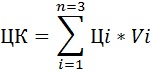 n=3
ЦК = ∑ Цi * Vi
i=1